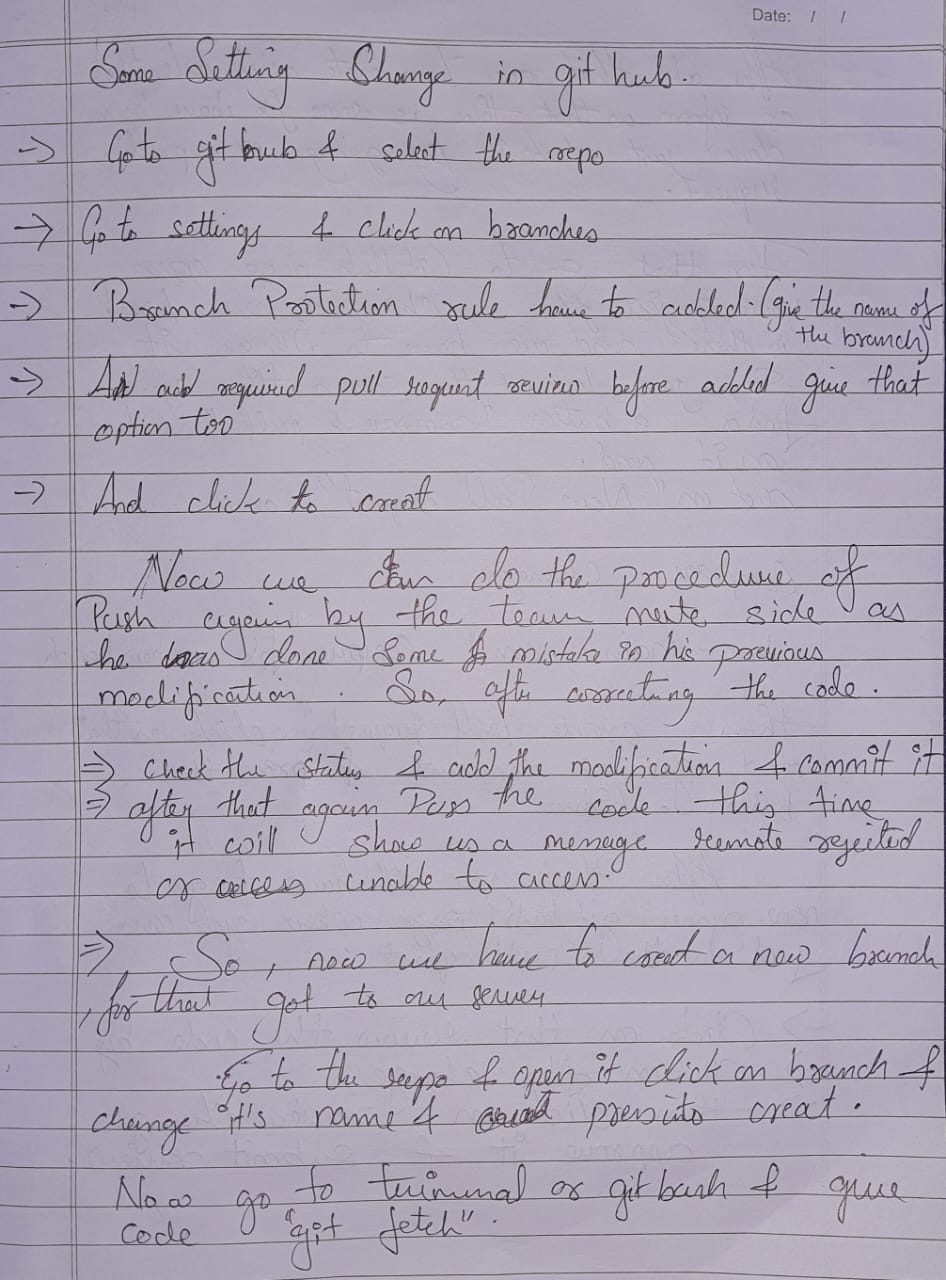 Date: / /
Some Setting Change in git hub.
→ Go to git hub & select the repo
→ Go to settings & click on branches
→ Branch Protection rule have to added. (give the name of
the branch)
→ Add add required pull request review before added give that
option too
→ And click to creat
Now we can do the procedure of
Push again by the team mate side as
he was done some mistake in his previous
modification. So, after correcting the code.
⇒ Check the status & add the modification & commit it
⇒ after that again Puss the code. this time
it will show us a message remote rejected
or access unable to access.
⇒ So, now we have to creat a new branch
, for that got to our server
Go to the repo & open it click on branch &
change it's name & press into creat.
Now go to terminal or git bash & give
code "git fetch".